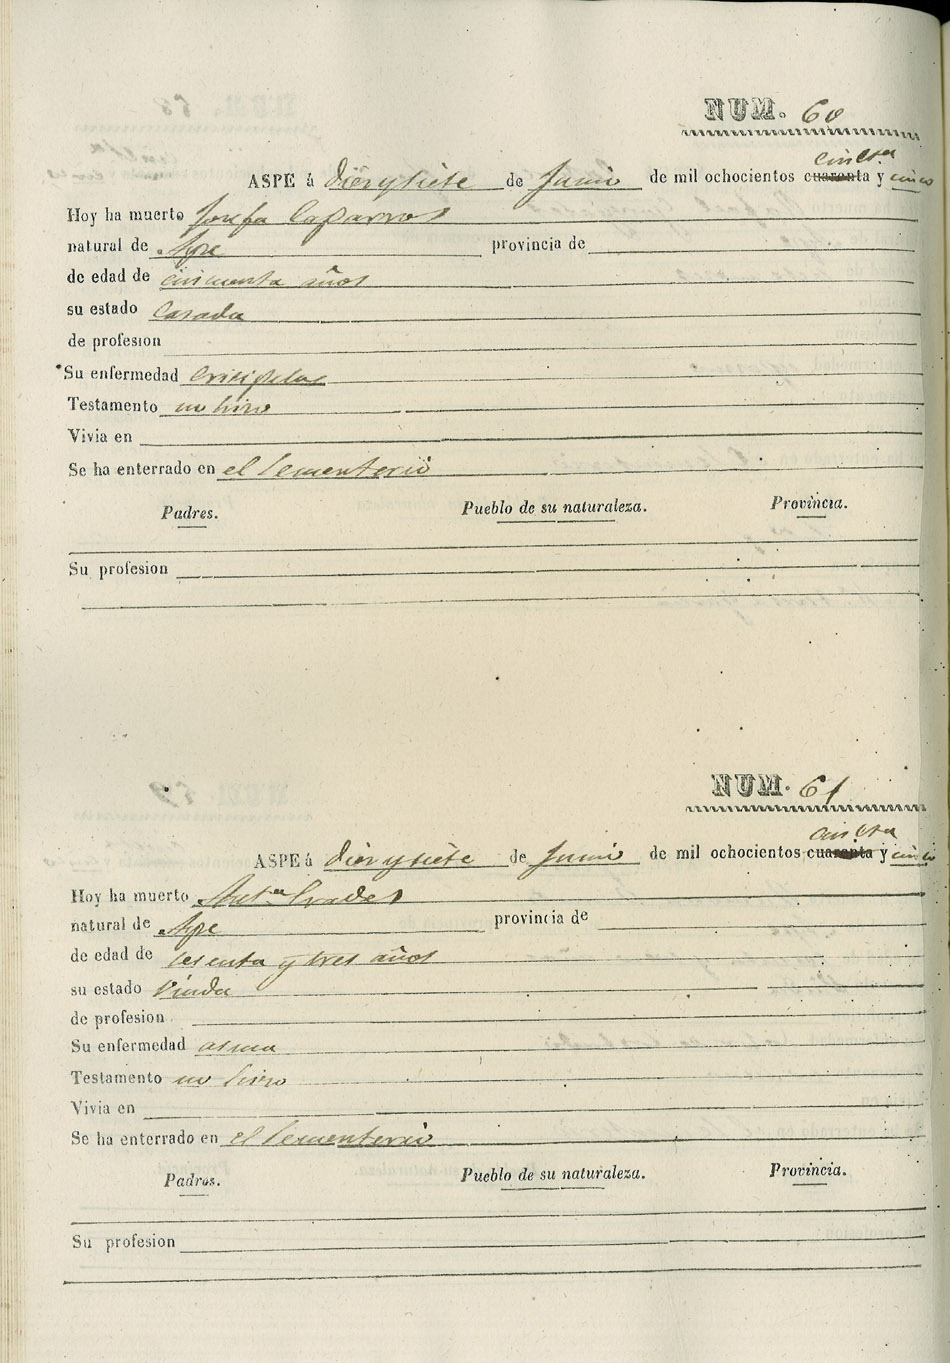 NUM. 60
ASPE á Diez y siete de Junio de mil ochocientos cuarenta cincta y cinco
Hoy ha muerto Josefa Caparros
natural de Aspe provincia de
de edad de cincuenta años
su estado Casada
de profesion
Su enfermedad Erisipelas
Testamento no hizo
Vivia en
Se ha enterrado en el Cementerio
Padres. Pueblo de su naturaleza. Provincia.
Su profesion
NUM. 61
ASPE á Diez y siete de Junio de mil ochocientos cuarenta cincta y cinco
Hoy ha muerto Antª Prades
natural de Aspe provincia de
de edad de sesenta y tres años
su estado Viuda
de profesion
Su enfermedad asma
Testamento no hizo
Vivia en
Se ha enterrado en el Cementerio
Padres. Pueblo de su naturaleza. Provincia.
Su profesion